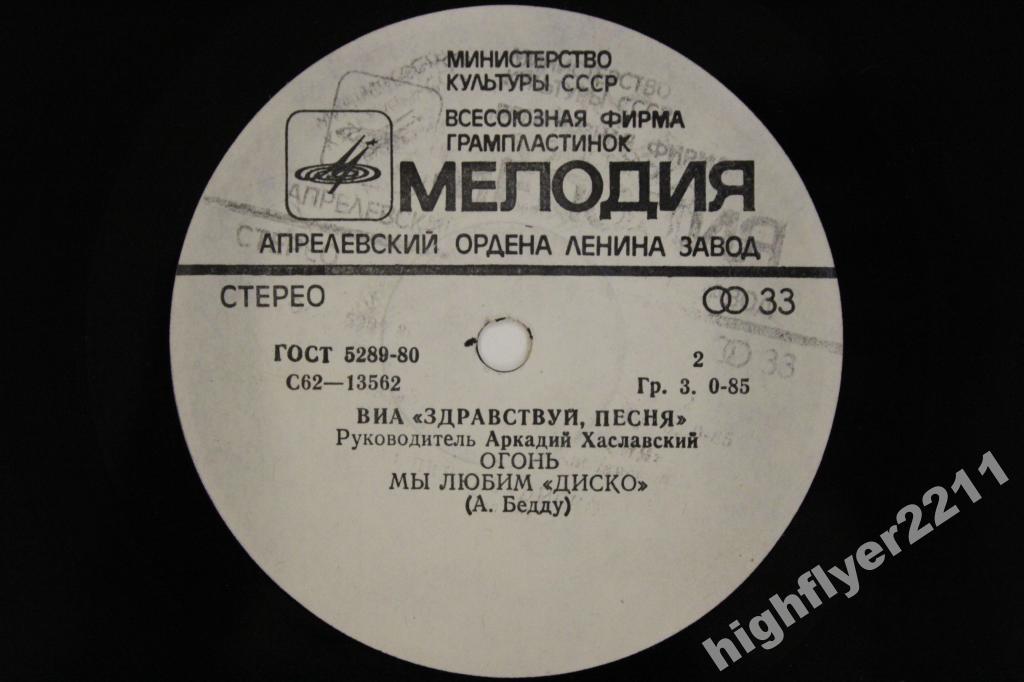 МИНИСТЕРСТВО
КУЛЬТУРЫ СССР
ВСЕСОЮЗНАЯ ФИРМА
ГРАМПЛАСТИНОК
МЕЛОДИЯ
АПРЕЛЕВСКИЙ ОРДЕНА ЛЕНИНА ЗАВОД
СТЕРЕО 33
ГОСТ 5289-80 2
С62—13562 Гр. 3. 0-85
ВИА «ЗДРАВСТВУЙ, ПЕСНЯ»
Руководитель Аркадий Хаславский
ОГОНЬ
МЫ ЛЮБИМ «ДИСКО»
(А. Бедду)
highflyer2211